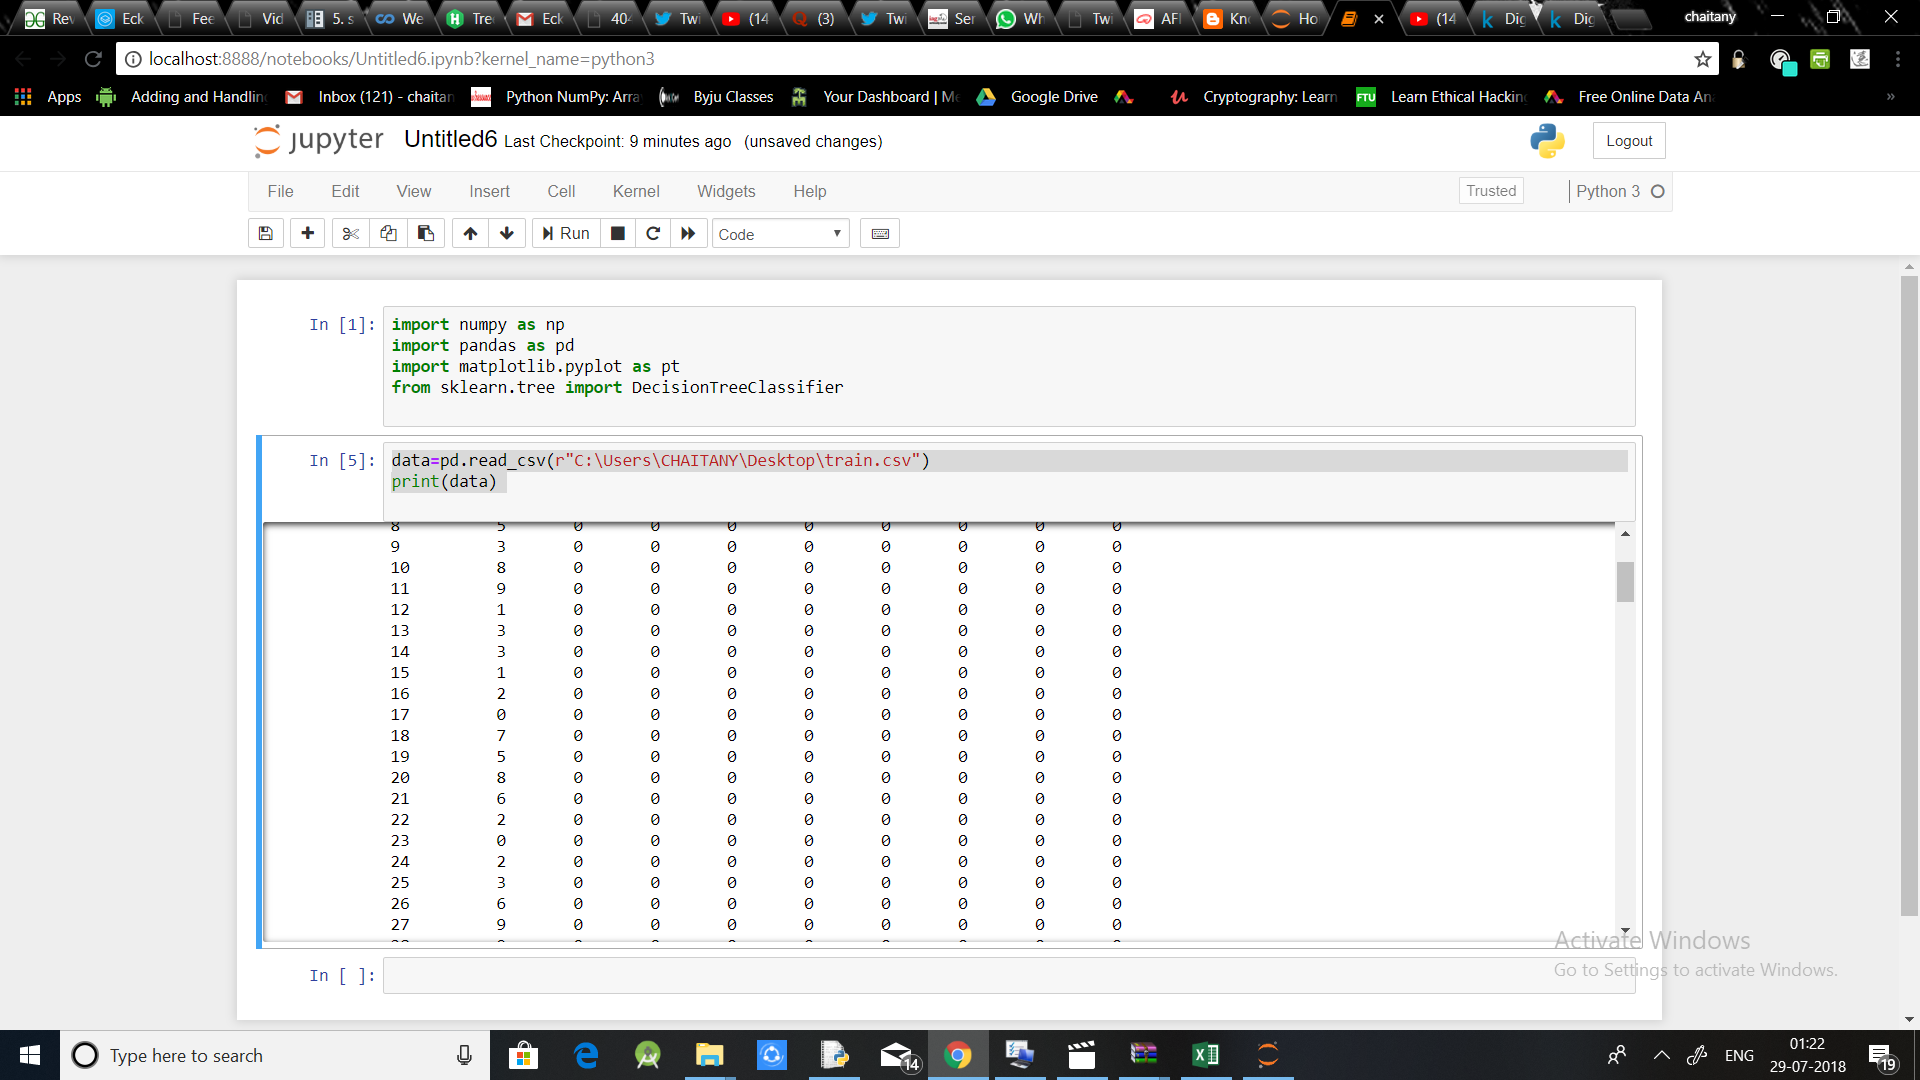 Rev
Eck
Fee
Vid
5. s
We
Tre
Eck
404
Twi
(14
(3)
Twi
Ser
Wh
Twi
AFI
Kno
Ho
(14
Dig
Dig
chaitany
localhost:8888/notebooks/Untitled6.ipynb?kernel_name=python3
Apps Adding and Handlin Inbox (121) - chaitan Python NumPy: Arra Byju Classes Your Dashboard | Me Google Drive Cryptography: Learn FTU Learn Ethical Hacking Free Online Data An »
jupyter Untitled6 Last Checkpoint: 9 minutes ago (unsaved changes) Logout
File Edit View Insert Cell Kernel Widgets Help Trusted Python 3
Run Code
In [1]: import numpy as np
import pandas as pd
import matplotlib.pyplot as pt
from sklearn.tree import DecisionTreeClassifier
In [5]: data=pd.read_csv(r"C:\Users\CHAITANY\Desktop\train.csv")
print(data)
8 5 0 0 0 0 0 0 0 0
9 3 0 0 0 0 0 0 0 0
10 8 0 0 0 0 0 0 0 0
11 9 0 0 0 0 0 0 0 0
12 1 0 0 0 0 0 0 0 0
13 3 0 0 0 0 0 0 0 0
14 3 0 0 0 0 0 0 0 0
15 1 0 0 0 0 0 0 0 0
16 2 0 0 0 0 0 0 0 0
17 0 0 0 0 0 0 0 0 0
18 7 0 0 0 0 0 0 0 0
19 5 0 0 0 0 0 0 0 0
20 8 0 0 0 0 0 0 0 0
21 6 0 0 0 0 0 0 0 0
22 2 0 0 0 0 0 0 0 0
23 0 0 0 0 0 0 0 0 0
24 2 0 0 0 0 0 0 0 0
25 3 0 0 0 0 0 0 0 0
26 6 0 0 0 0 0 0 0 0
27 9 0 0 0 0 0 0 0 0
Activate Windows
Go to Settings to activate Windows.
In [ ]:
Type here to search
14
ENG
01:22
29-07-2018
19